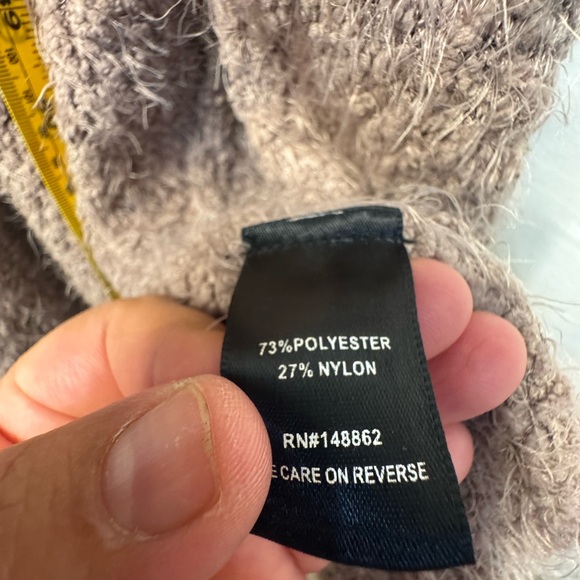 73%POLYESTER
27% NYLON
RN#148862
E CARE ON REVERSE